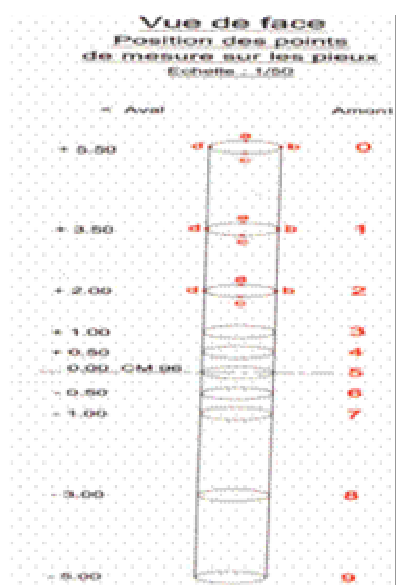 Vue de face
Position des points
de mesure sur les pieux
Echelle : 1/50
< Aval Amont
+ 5.50 d a b c 0
+ 3.50 d a b c 1
+ 2.00 d a b c 2
+ 1.00 3
+ 0.50 4
0.00 CM 96 5
- 0.50 6
- 1.00 7
- 3.00 8
- 5.00 9